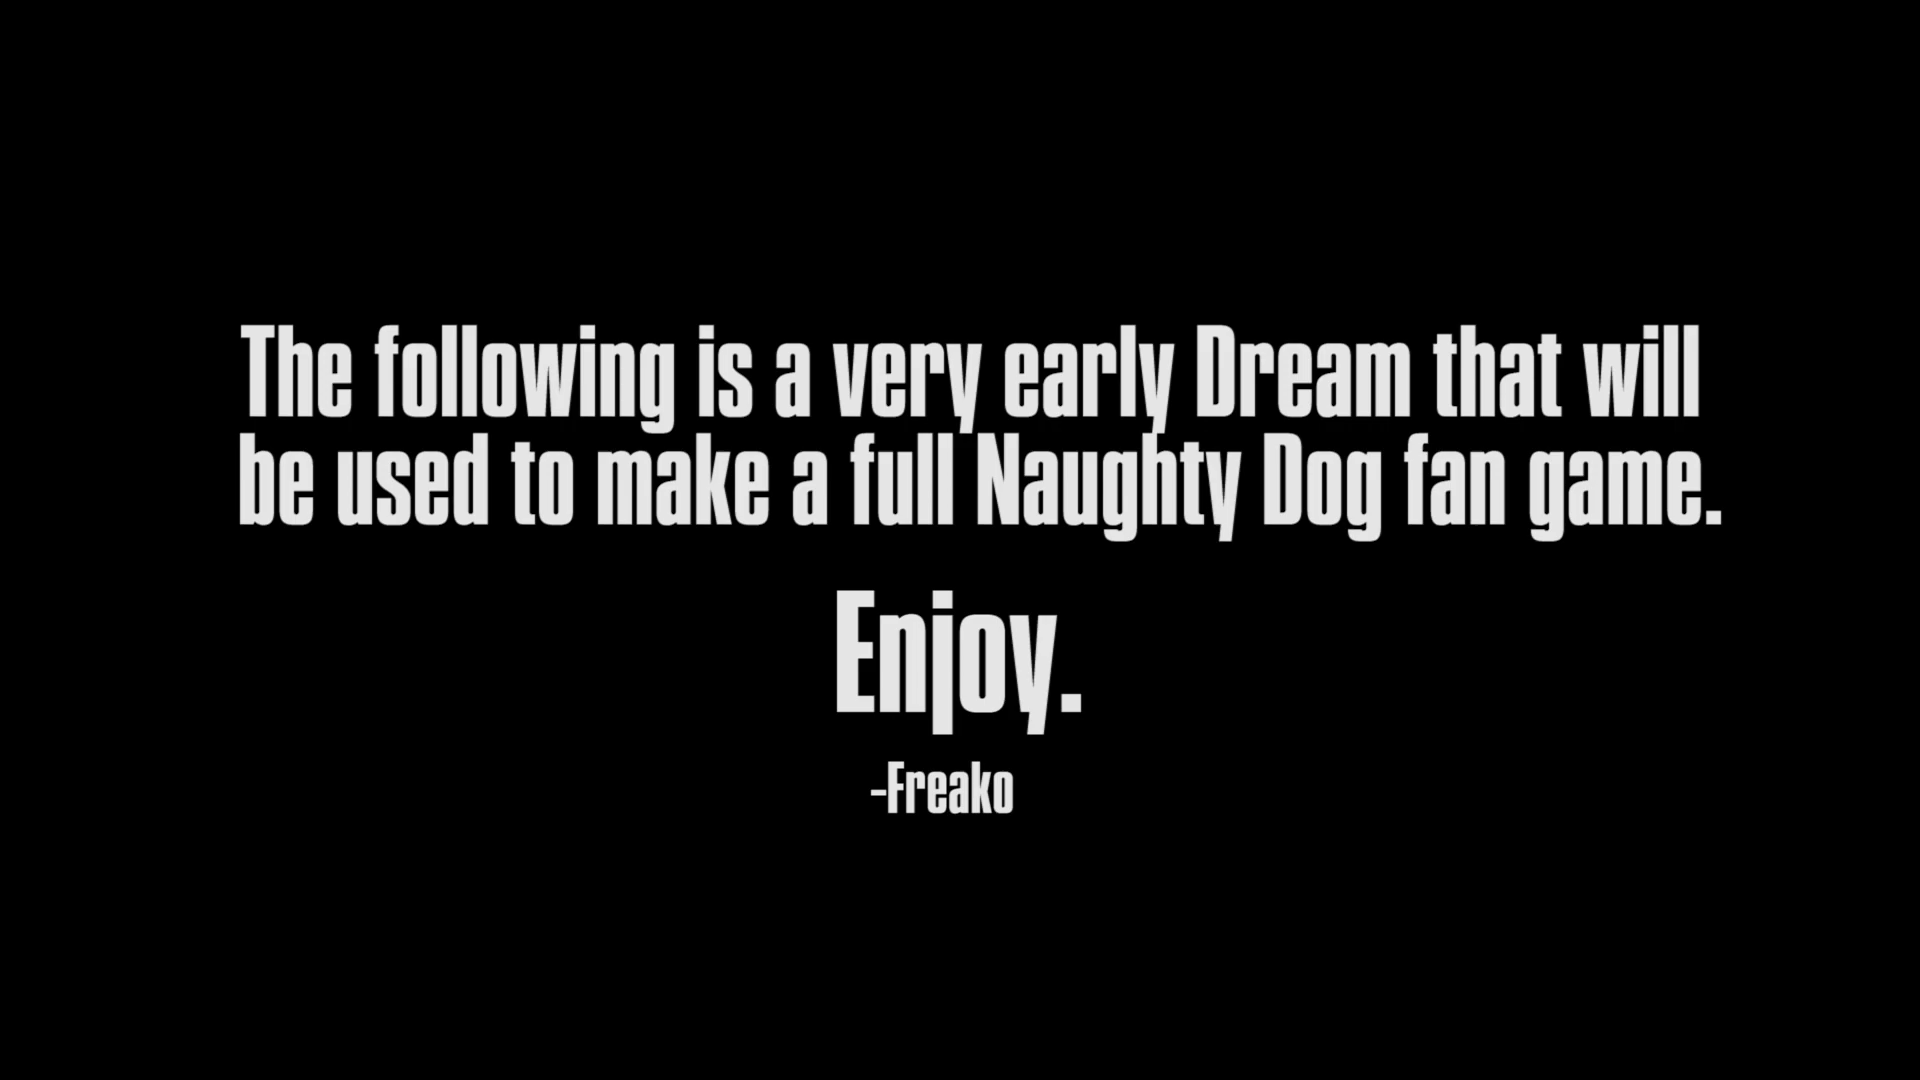 The following is a very early Dream that will
be used to make a full Naughty Dog fan game.
Enjoy.
-Freako